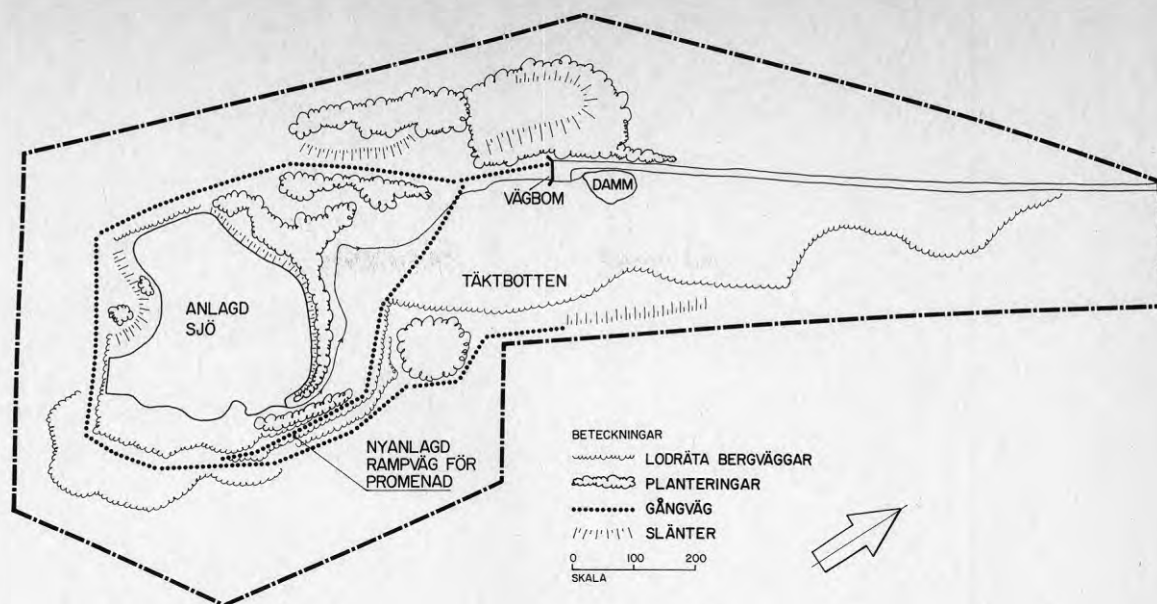 VÄGBOM
DAMM
TÄKTBOTTEN
ANLAGD
SJÖ
NYANLAGD
RAMPVÄG FÖR
PROMENAD
BETECKNINGAR
LODRÄTA BERGVÄGGAR
PLANTERINGAR
GÅNGVÄG
SLÄNTER
0 100 200
SKALA